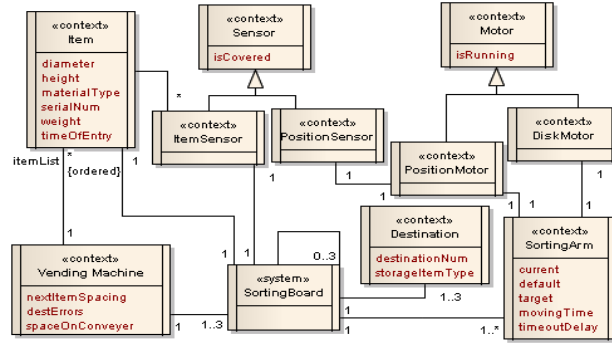 «context»
Item
diameter
height
materialType
serialNum
weight
timeOfEntry
«context»
Sensor
isCovered
«context»
Motor
isRunning
*
«context»
ItemSensor
«context»
PositionSensor
«context»
PositionMotor
«context»
DiskMotor
itemList
*
{ordered}
1
1
1
1
1
1
1
«context»
Vending Machine
nextItemSpacing
destErrors
spaceOnConveyer
1
1
1
0..3
«system»
SortingBoard
«context»
Destination
destinationNum
storageItemType
«context»
SortingArm
current
default
target
movingTime
timeoutDelay
1
1..3
1
1..3
1
1..*